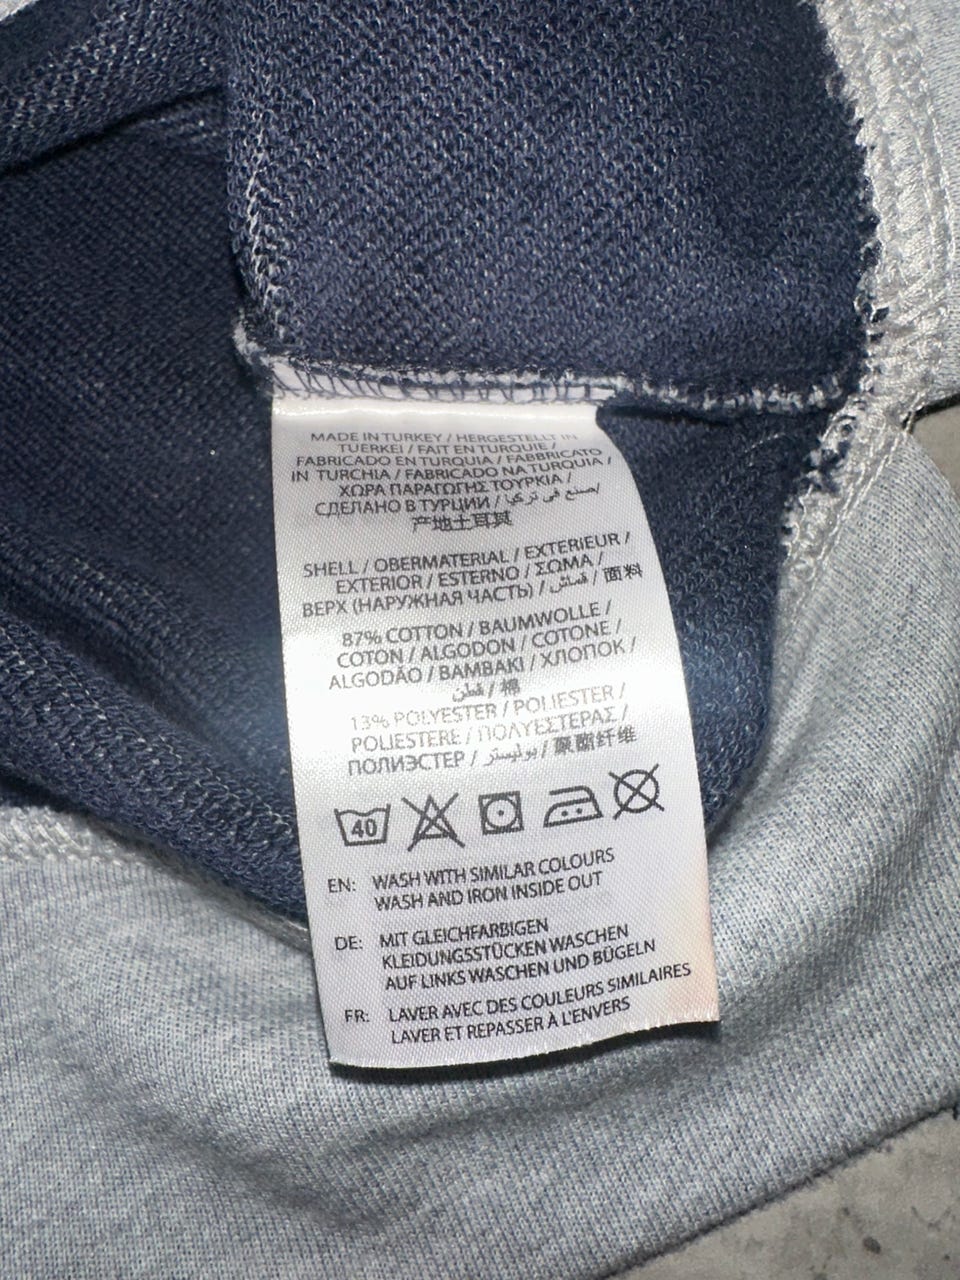 MADE IN TURKEY / HERGESTELLT IN
TUERKEI / FAIT EN TURQUIE /
FABRICADO EN TURQUIA / FABBRICATO
IN TURCHIA / FABRICADO NA TURQUIA /
ΧΩΡΑ ΠΑΡΑΓΩΓΗΣ ΤΟΥΡΚΙΑ /
СДЕЛАНО В ТУРЦИИ / صنع في تركيا/
产地土耳其
SHELL / OBERMATERIAL / EXTERIEUR /
EXTERIOR / ESTERNO / ΣΩΜΑ /
ВЕРХ (НАРУЖНАЯ ЧАСТЬ) / قماش / 面料
87% COTTON / BAUMWOLLE /
COTON / ALGODON / COTONE /
ALGODÃO / BAMBAKI / ХЛОПОК /
قطن / 棉
13% POLYESTER / POLIESTER /
POLIESTERE / ΠΟΛΥΕΣΤΕΡΑΣ /
ПОЛИЭСТЕР / بوليستر / 聚酯纤维
40
EN: WASH WITH SIMILAR COLOURS
WASH AND IRON INSIDE OUT
DE: MIT GLEICHFARBIGEN
KLEIDUNGSSTÜCKEN WASCHEN
AUF LINKS WASCHEN UND BÜGELN
FR: LAVER AVEC DES COULEURS SIMILAIRES
LAVER ET REPASSER À L'ENVERS